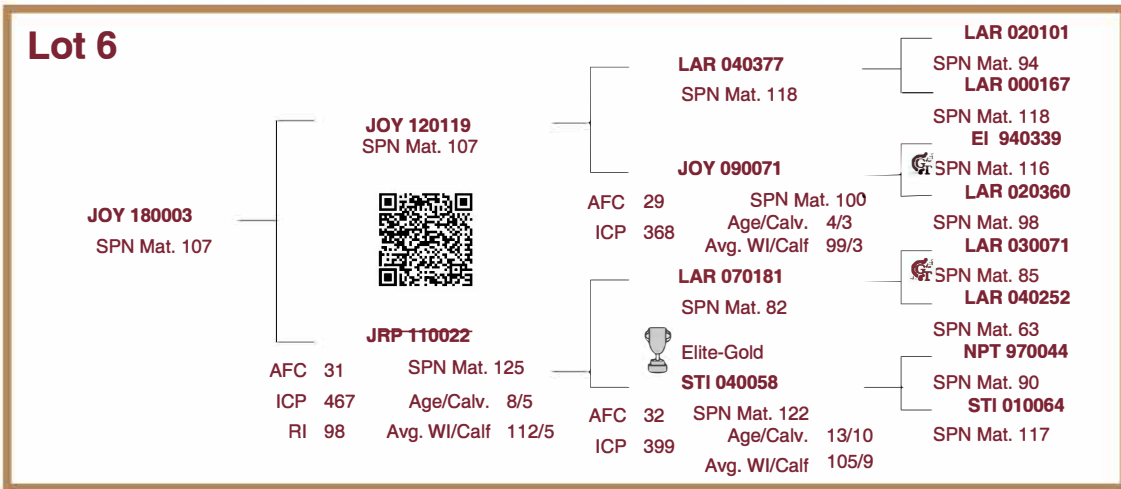 Lot 6
JOY 180003
SPN Mat. 107
JOY 120119
SPN Mat. 107
JRP 110022
AFC 31 SPN Mat. 125
ICP 467 Age/Calv. 8/5
RI 98 Avg. WI/Calf 112/5
LAR 040377
SPN Mat. 118
JOY 090071
AFC 29 SPN Mat. 100
ICP 368 Age/Calv. 4/3
Avg. WI/Calf 99/3
LAR 070181
SPN Mat. 82
Elite-Gold
STI 040058
AFC 32 SPN Mat. 122
ICP 399 Age/Calv. 13/10
Avg. WI/Calf 105/9
LAR 020101
SPN Mat. 94
LAR 000167
SPN Mat. 118
EI 940339
SPN Mat. 116
LAR 020360
SPN Mat. 98
LAR 030071
SPN Mat. 85
LAR 040252
SPN Mat. 63
NPT 970044
SPN Mat. 90
STI 010064
SPN Mat. 117